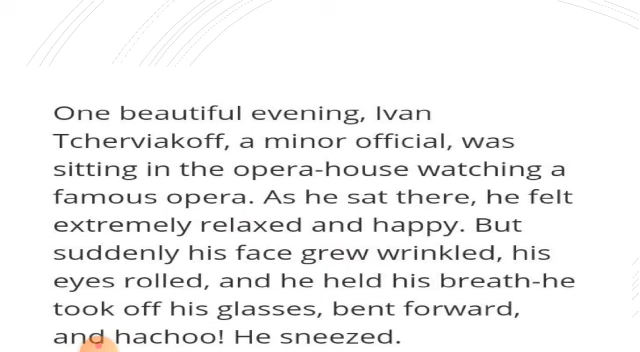 One beautiful evening, Ivan
Tcherviakoff, a minor official, was
sitting in the opera-house watching a
famous opera. As he sat there, he felt
extremely relaxed and happy. But
suddenly his face grew wrinkled, his
eyes rolled, and he held his breath-he
took off his glasses, bent forward,
and hachoo! He sneezed.